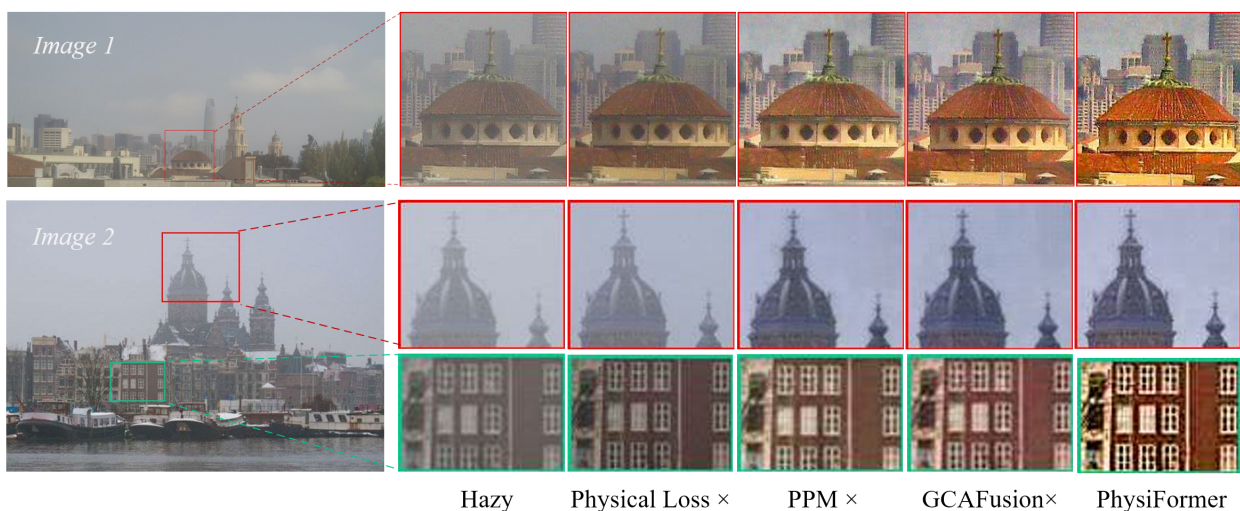 Image 1
Image 2
Hazy Physical Loss × PPM × GCAFusion× PhysiFormer